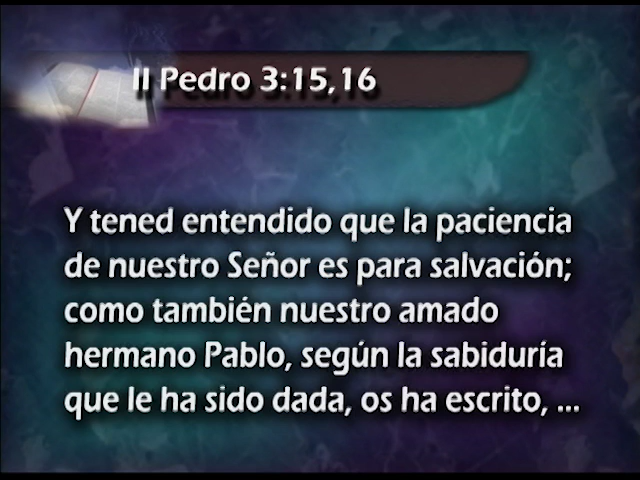 II Pedro 3:15,16
Y tened entendido que la paciencia
de nuestro Señor es para salvación;
como también nuestro amado
hermano Pablo, según la sabiduría
que le ha sido dada, os ha escrito, ...